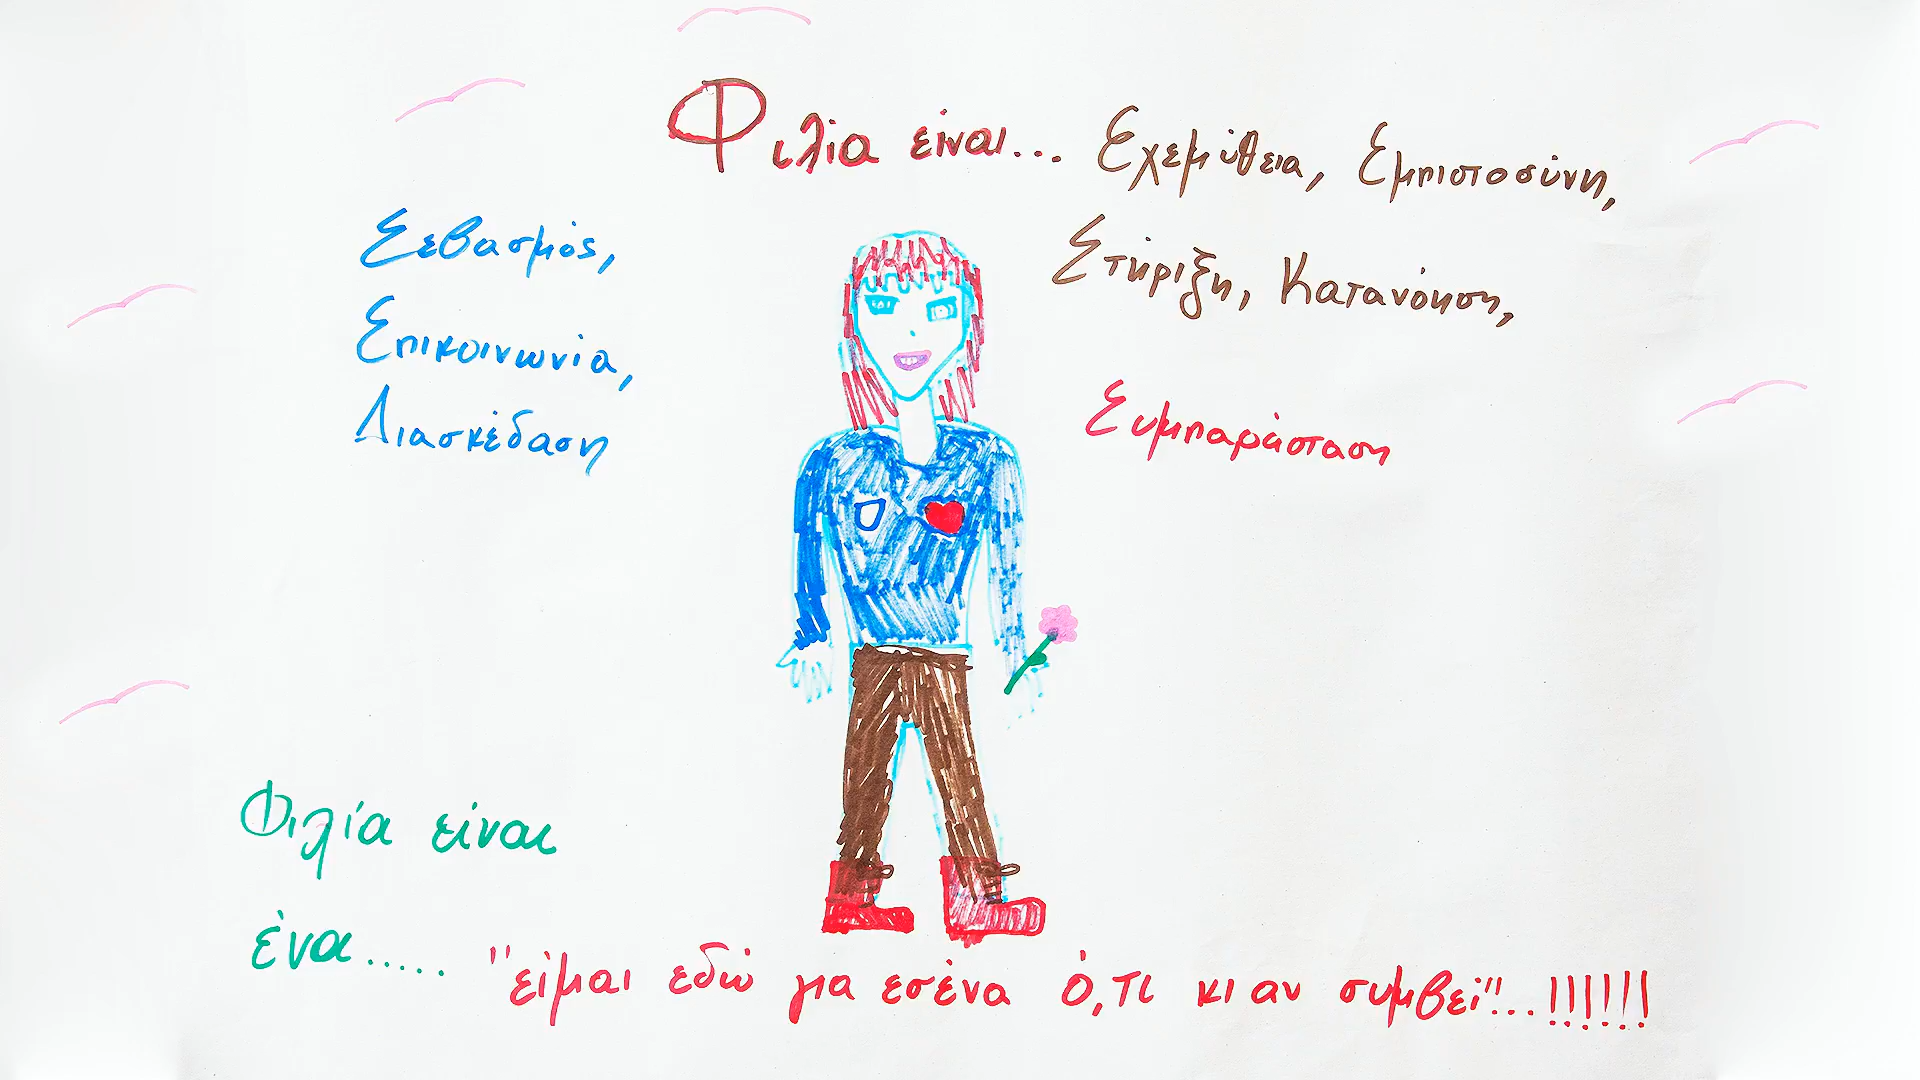 Φιλία είναι... Εχεμύθεια, Εμπιστοσύνη,
Στήριξη, Κατανόηση,
Συμπαράσταση
Σεβασμός,
Επικοινωνία,
Διασκέδαση
Φιλία είναι
ένα.....
"είμαι εδώ για εσένα ό,τι κι αν συμβεί"...!!!!!!